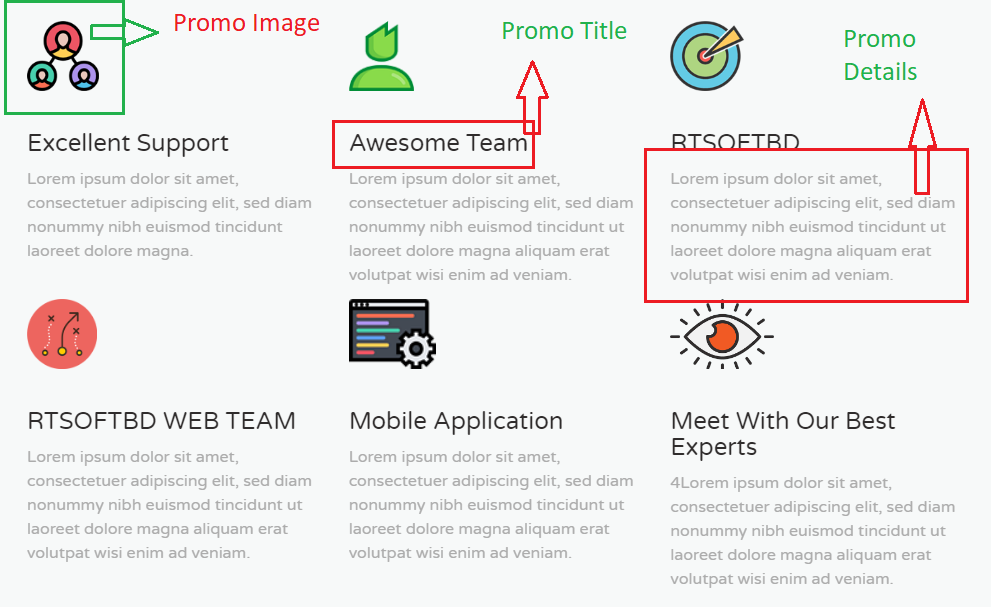 Promo Image
Promo Title
Promo
Details
Excellent Support
Lorem ipsum dolor sit amet,
consectetuer adipiscing elit, sed diam
nonummy nibh euismod tincidunt
laoreet dolore magna.
Awesome Team
Lorem ipsum dolor sit amet,
consectetuer adipiscing elit, sed diam
nonummy nibh euismod tincidunt ut
laoreet dolore magna aliquam erat
volutpat wisi enim ad veniam.
RTSOFTBD
Lorem ipsum dolor sit amet,
consectetuer adipiscing elit, sed diam
nonummy nibh euismod tincidunt ut
laoreet dolore magna aliquam erat
volutpat wisi enim ad veniam.
RTSOFTBD WEB TEAM
Lorem ipsum dolor sit amet,
consectetuer adipiscing elit, sed diam
nonummy nibh euismod tincidunt ut
laoreet dolore magna aliquam erat
volutpat wisi enim ad veniam.
Mobile Application
Lorem ipsum dolor sit amet,
consectetuer adipiscing elit, sed diam
nonummy nibh euismod tincidunt ut
laoreet dolore magna aliquam erat
volutpat wisi enim ad veniam.
Meet With Our Best
Experts
4Lorem ipsum dolor sit amet,
consectetuer adipiscing elit, sed diam
nonummy nibh euismod tincidunt ut
laoreet dolore magna aliquam erat
volutpat wisi enim ad veniam.